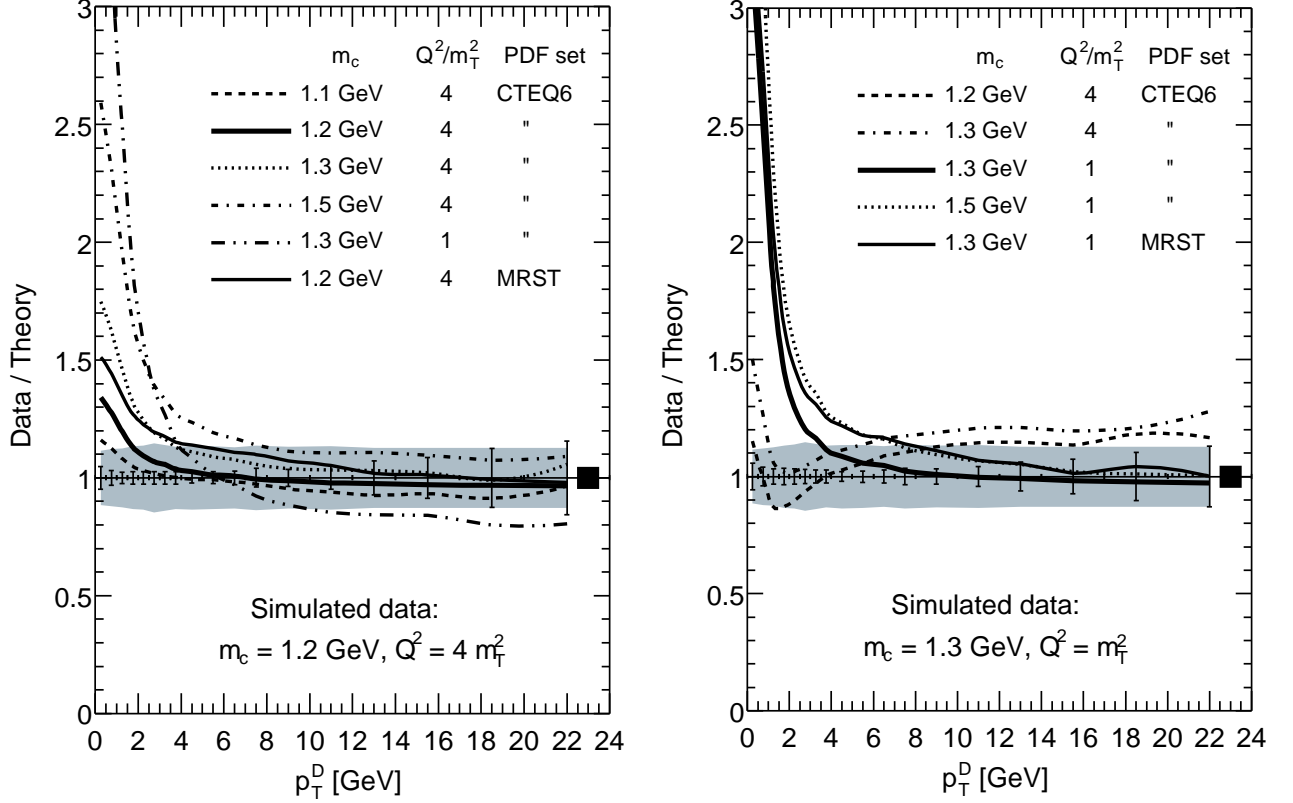 m_c Q^2/m_T^2 PDF set
1.1 GeV 4 CTEQ6
1.2 GeV 4 "
1.3 GeV 4 "
1.5 GeV 4 "
1.3 GeV 1 "
1.2 GeV 4 MRST
3
2.5
2
1.5
1
0.5
0
Data / Theory
Simulated data:
m_c = 1.2 GeV, Q^2 = 4 m_T^2
0 2 4 6 8 10 12 14 16 18 20 22 24
p_T^D [GeV]
m_c Q^2/m_T^2 PDF set
1.2 GeV 4 CTEQ6
1.3 GeV 4 "
1.3 GeV 1 "
1.5 GeV 1 "
1.3 GeV 1 MRST
3
2.5
2
1.5
1
0.5
0
Data / Theory
Simulated data:
m_c = 1.3 GeV, Q^2 = m_T^2
0 2 4 6 8 10 12 14 16 18 20 22 24
p_T^D [GeV]